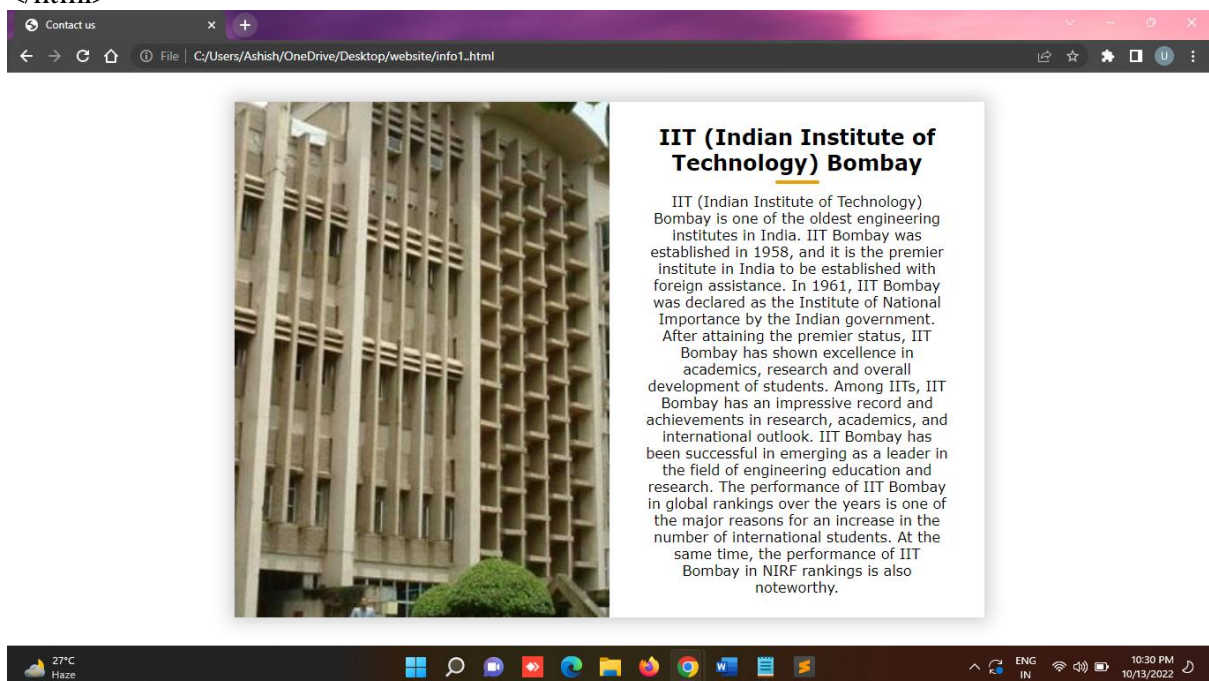 </html>
Contact us
File | C:/Users/Ashish/OneDrive/Desktop/website/info1..html
U
IIT (Indian Institute of
Technology) Bombay
IIT (Indian Institute of Technology)
Bombay is one of the oldest engineering
institutes in India. IIT Bombay was
established in 1958, and it is the premier
institute in India to be established with
foreign assistance. In 1961, IIT Bombay
was declared as the Institute of National
Importance by the Indian government.
After attaining the premier status, IIT
Bombay has shown excellence in
academics, research and overall
development of students. Among IITs, IIT
Bombay has an impressive record and
achievements in research, academics, and
international outlook. IIT Bombay has
been successful in emerging as a leader in
the field of engineering education and
research. The performance of IIT Bombay
in global rankings over the years is one of
the major reasons for an increase in the
number of international students. At the
same time, the performance of IIT
Bombay in NIRF rankings is also
noteworthy.
27°C
Haze
ENG
IN
10:30 PM
10/13/2022